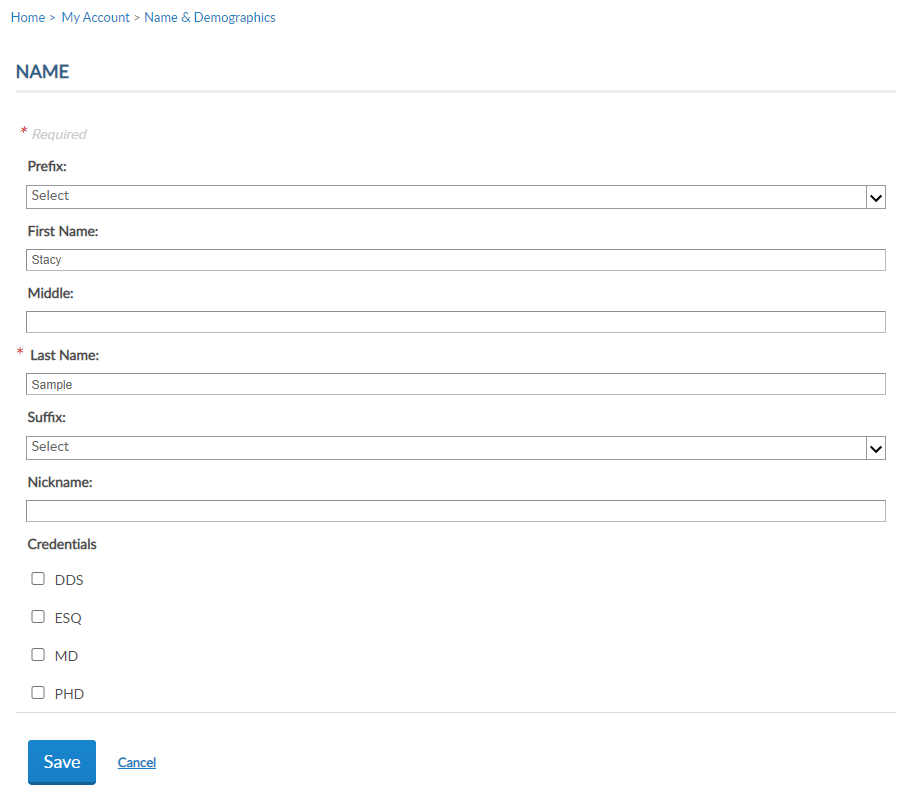 Home > My Account > Name & Demographics
NAME
* Required
Prefix:
Select
First Name:
Stacy
Middle:
* Last Name:
Sample
Suffix:
Select
Nickname:
Credentials
DDS
ESQ
MD
PHD
Save Cancel